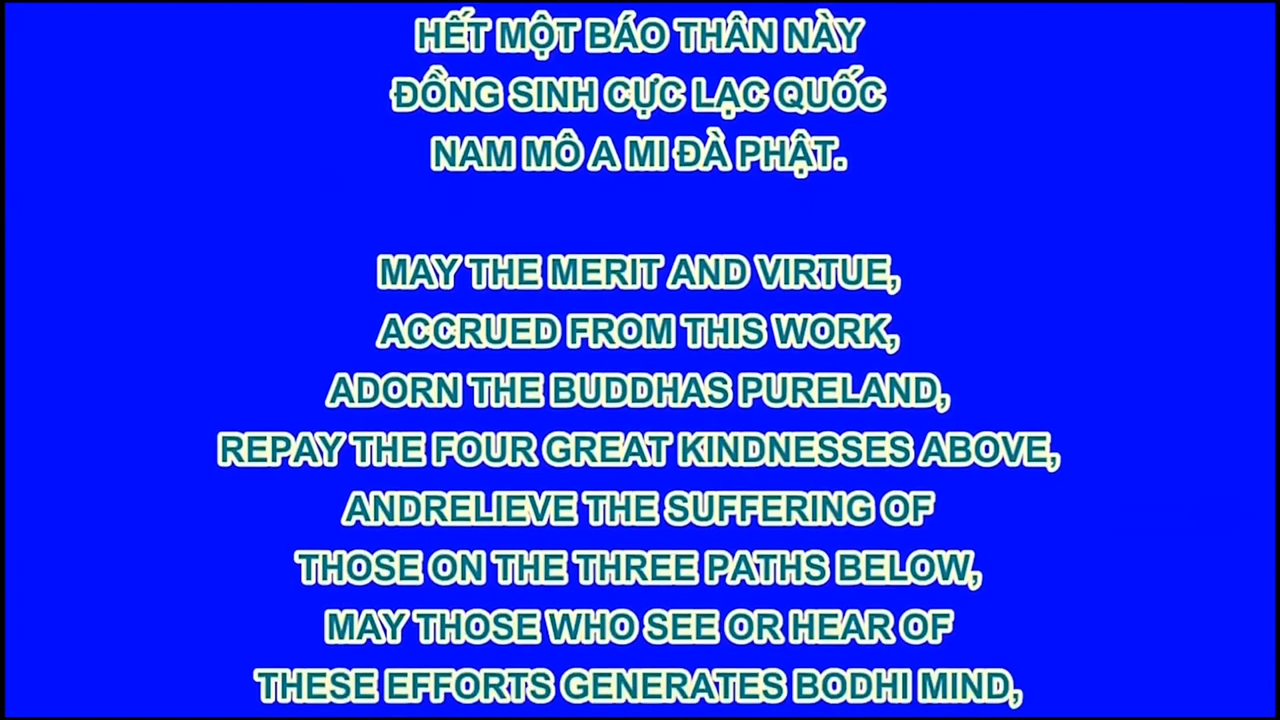 HẾT MỘT BÁO THÂN NÀY
ĐỒNG SINH CỰC LẠC QUỐC
NAM MÔ A MI ĐÀ PHẬT.
MAY THE MERIT AND VIRTUE,
ACCRUED FROM THIS WORK,
ADORN THE BUDDHAS PURELAND,
REPAY THE FOUR GREAT KINDNESSES ABOVE,
ANDRELIEVE THE SUFFERING OF
THOSE ON THE THREE PATHS BELOW,
MAY THOSE WHO SEE OR HEAR OF
THESE EFFORTS GENERATES BODHI MIND,